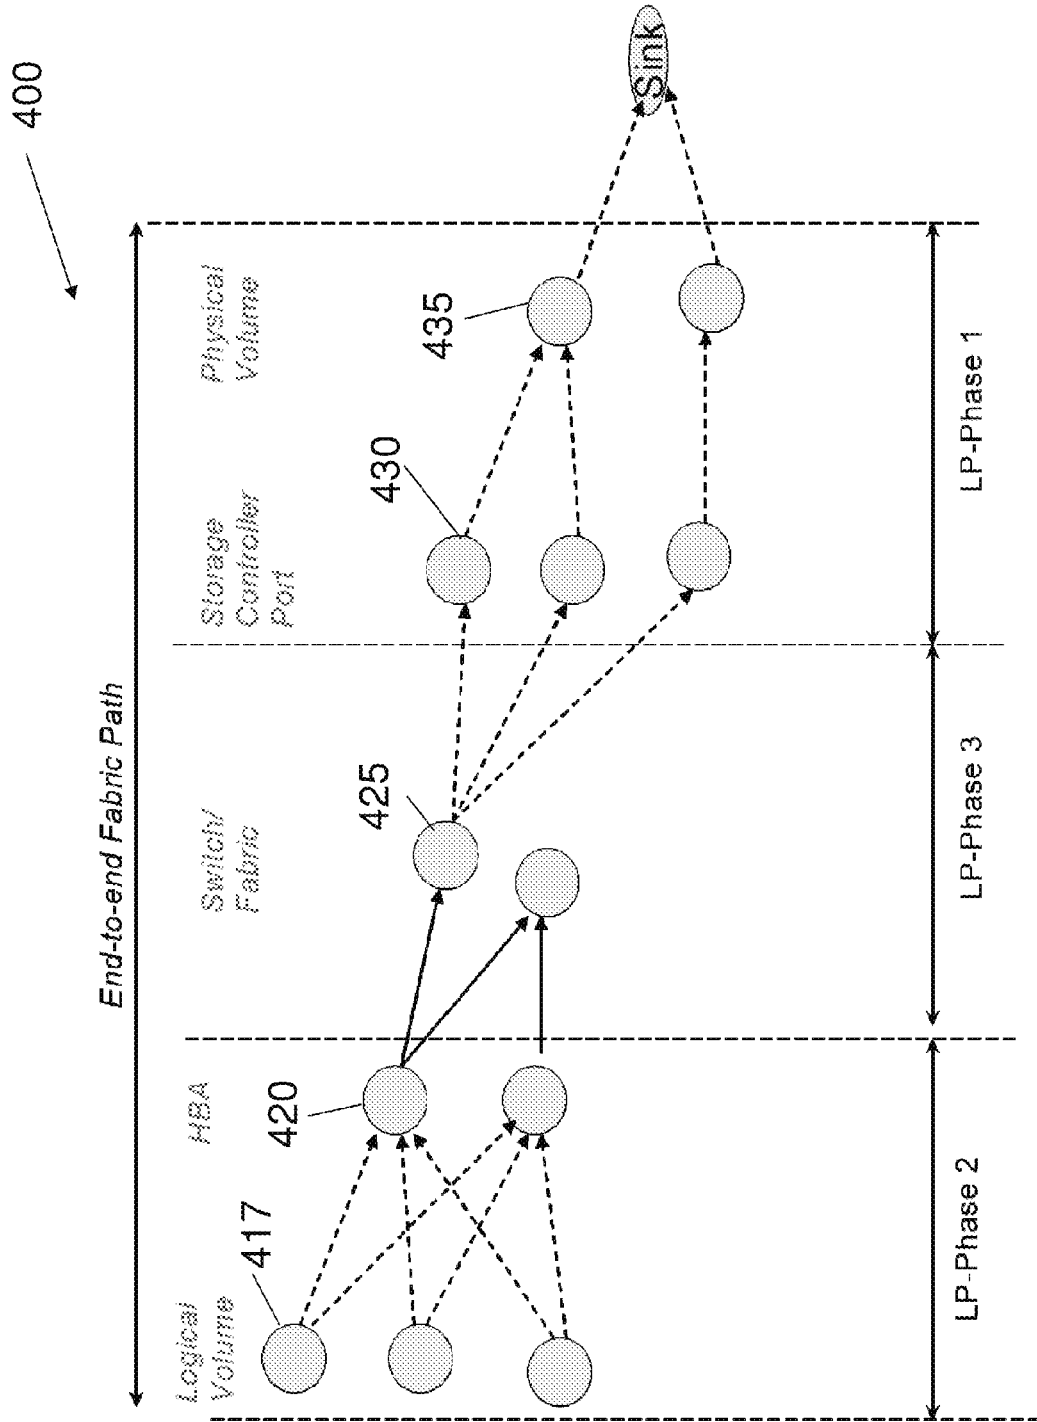 400
End-to-end Fabric Path
Logical
Volume
HBA
Switch/
Fabric
Storage
Controller
Port
Physical
Volume
417
420
425
430
435
Sink
LP-Phase 2
LP-Phase 3
LP-Phase 1